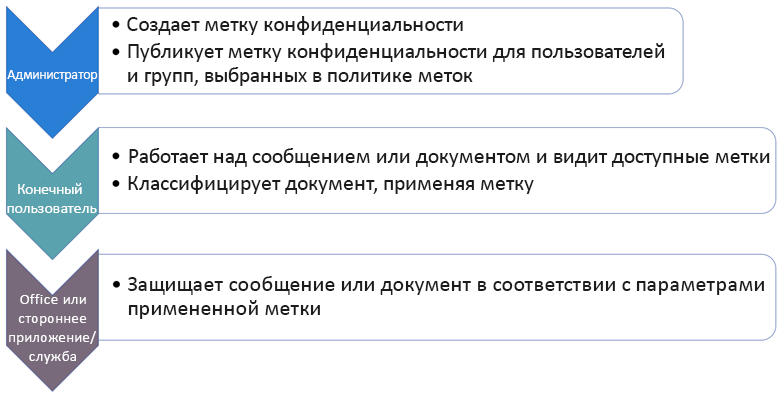 Администратор
• Создает метку конфиденциальности
• Публикует метку конфиденциальности для пользователей
и групп, выбранных в политике меток
Конечный
пользователь
• Работает над сообщением или документом и видит доступные метки
• Классифицирует документ, применяя метку
Office или
стороннее
приложение/
служба
• Защищает сообщение или документ в соответствии с параметрами
примененной метки